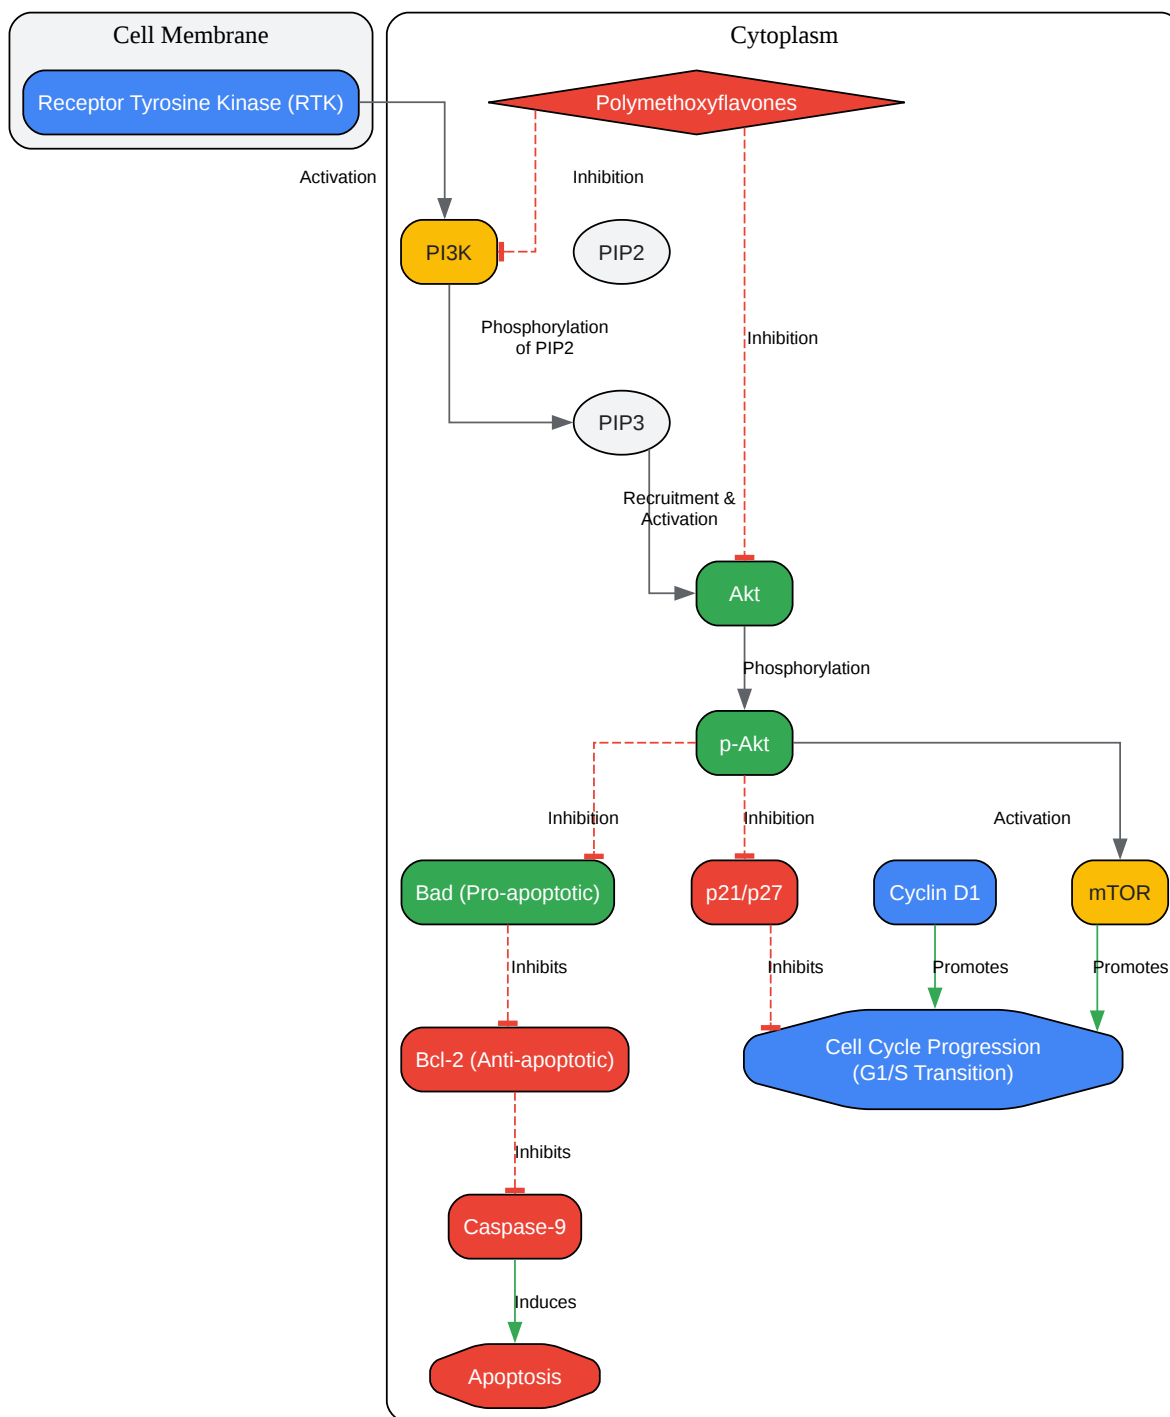 Cell Membrane
Cytoplasm
Receptor Tyrosine Kinase (RTK)
Polymethoxyflavones
Activation
Inhibition
PI3K
PIP2
Phosphorylation
of PIP2
Inhibition
PIP3
Recruitment &
Activation
Akt
Phosphorylation
p-Akt
Inhibition
Inhibition
Activation
Bad (Pro-apoptotic)
p21/p27
Cyclin D1
mTOR
Inhibits
Inhibits
Promotes
Promotes
Bcl-2 (Anti-apoptotic)
Cell Cycle Progression
(G1/S Transition)
Inhibits
Caspase-9
Induces
Apoptosis